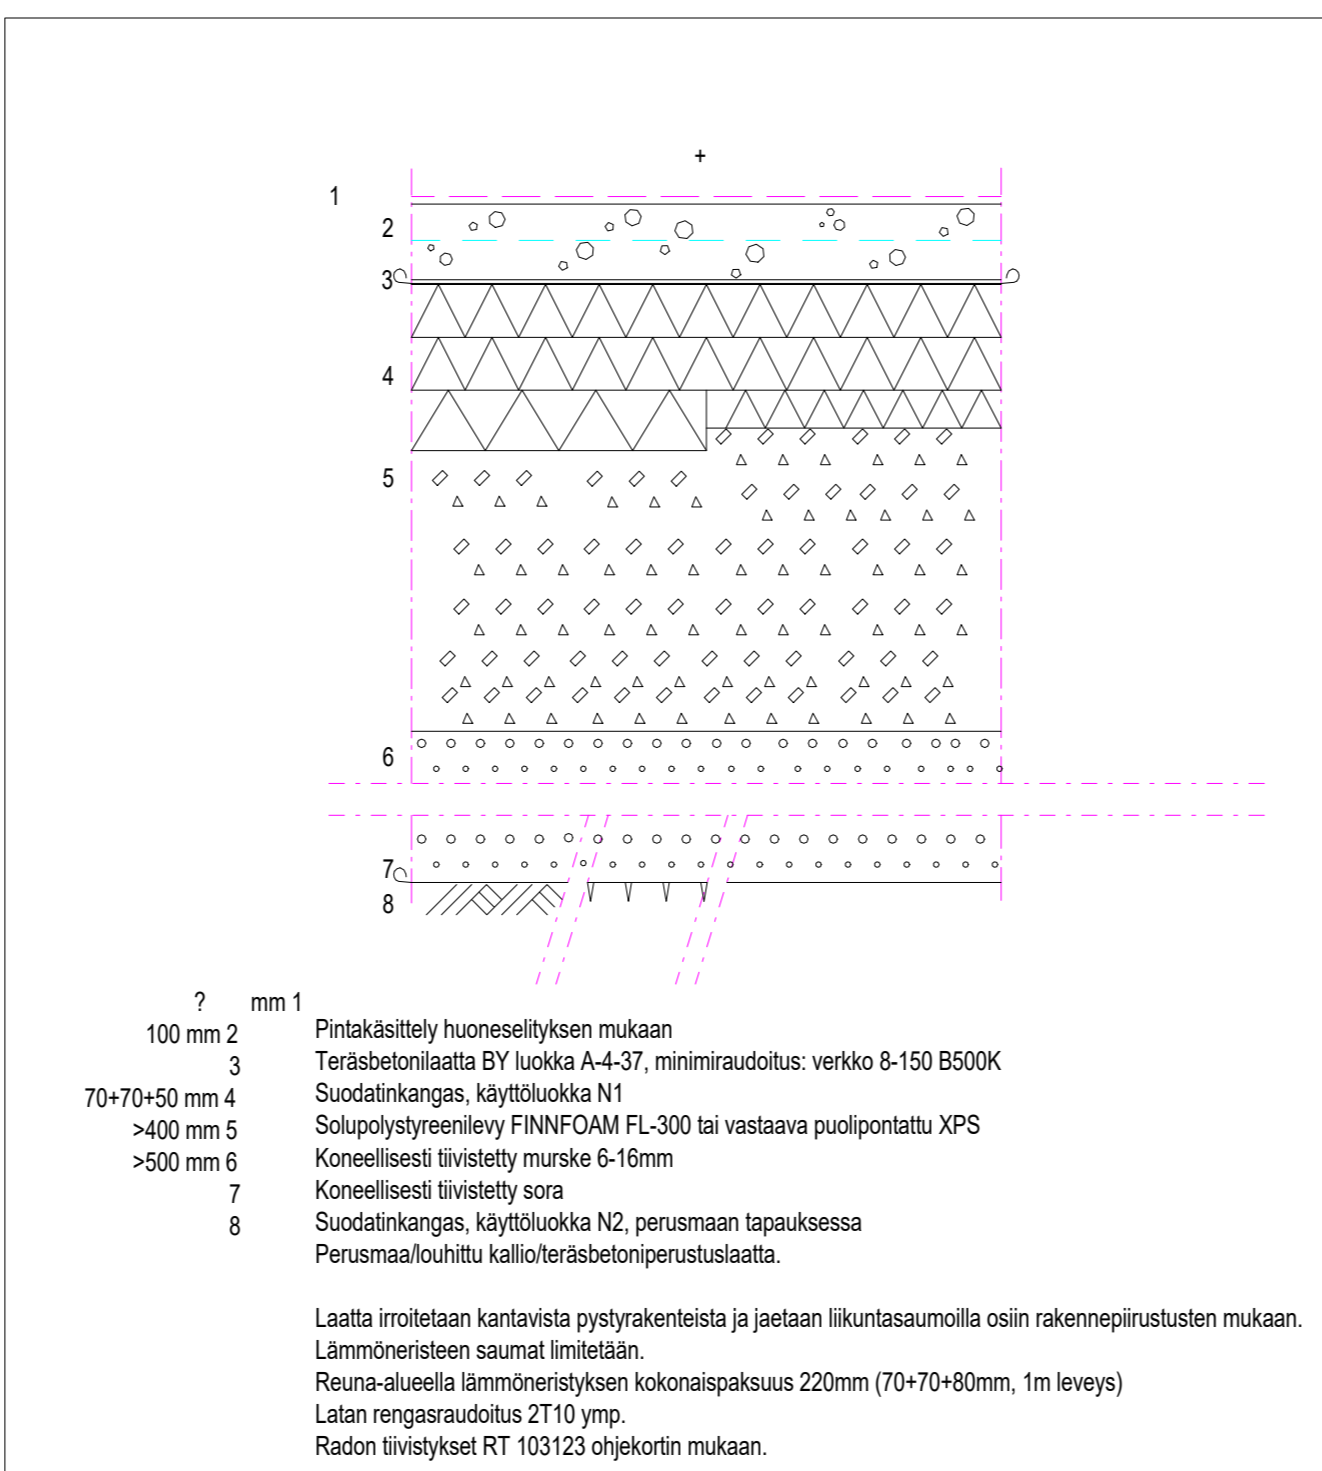 +
1
2
3
4
5
6
7
8
? mm 1
100 mm 2 Pintakäsittely huoneselityksen mukaan
3 Teräsbetonilaatta BY luokka A-4-37, minimiraudoitus: verkko 8-150 B500K
70+70+50 mm 4 Suodatinkangas, käyttöluokka N1
>400 mm 5 Solupolystyreenilevy FINNFOAM FL-300 tai vastaava puolipontattu XPS
>500 mm 6 Koneellisesti tiivistetty murske 6-16mm
7 Koneellisesti tiivistetty sora
8 Suodatinkangas, käyttöluokka N2, perusmaan tapauksessa
Perusmaa/louhittu kallio/teräsbetoniperustuslaatta.
Laatta irroitetaan kantavista pystyrakenteista ja jaetaan liikuntasaumoilla osiin rakennepiirustusten mukaan.
Lämmöneristeen saumat limitetään.
Reuna-alueella lämmöneristyksen kokonaispaksuus 220mm (70+70+80mm, 1m leveys)
Latan rengasraudoitus 2T10 ymp.
Radon tiivistykset RT 103123 ohjekortin mukaan.